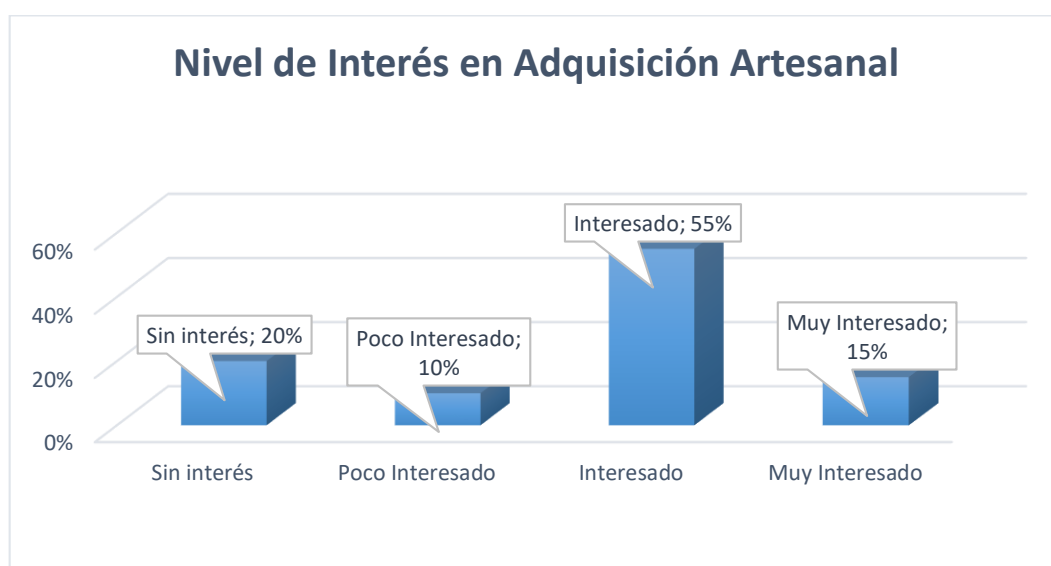 Nivel de Interés en Adquisición Artesanal
60%
40%
20%
0%
Sin interés; 20%
Poco Interesado;
10%
Interesado; 55%
Muy Interesado;
15%
Sin interés
Poco Interesado
Interesado
Muy Interesado